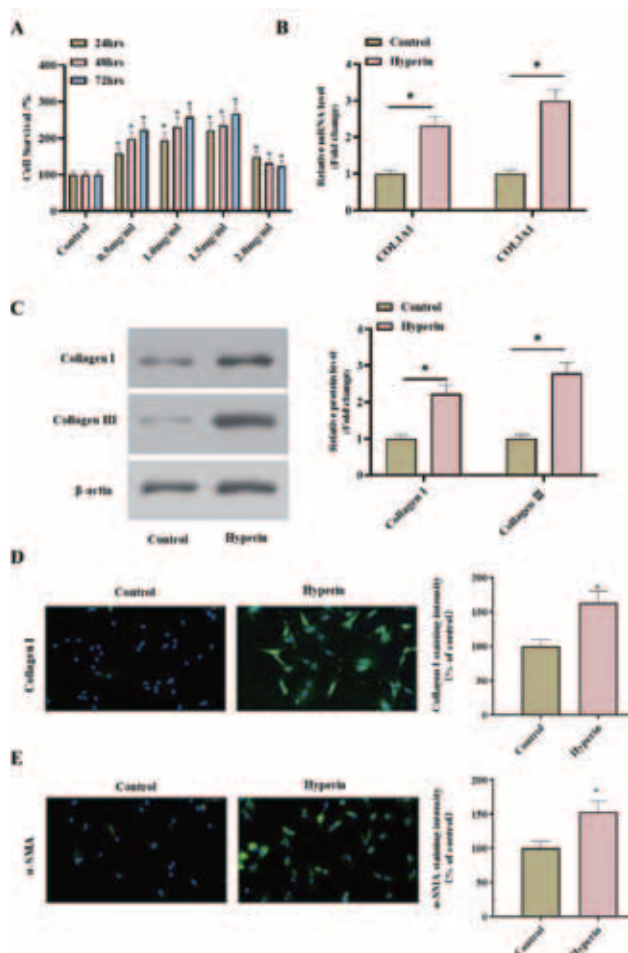 A
24hrs
48hrs
72hrs
Cell Survival /%
400
300
200
100
0
Control
0.5mg/ml
1.0mg/ml
1.5mg/ml
2.0mg/ml
B
Control
Hyperin
Relative mRNA level
(Fold change)
4
3
2
1
0
COL1A1
COL3A1
C
Collagen I
Collagen III
β-actin
Control
Hyperin
Control
Hyperin
Relative protein level
(Fold change)
4
3
2
1
0
Collagen I
Collagen Ⅲ
D
Control
Hyperin
Collagen I
Collagen I staining intensity
(% of control)
200
150
100
50
0
Control
Hyperin
E
Control
Hyperin
α-SMA
α-SMA staining intensity
(% of control)
200
150
100
50
0
Control
Hyperin